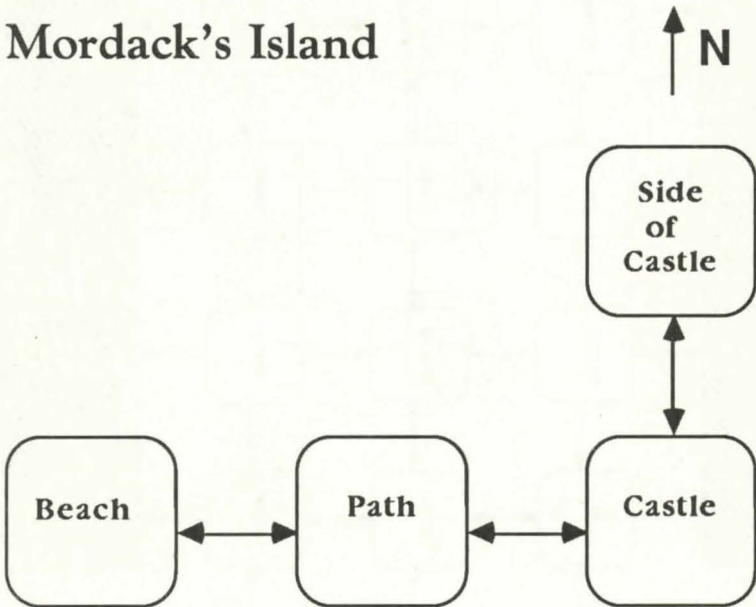 Mordack's Island
N
Side
of
Castle
Beach
Path
Castle